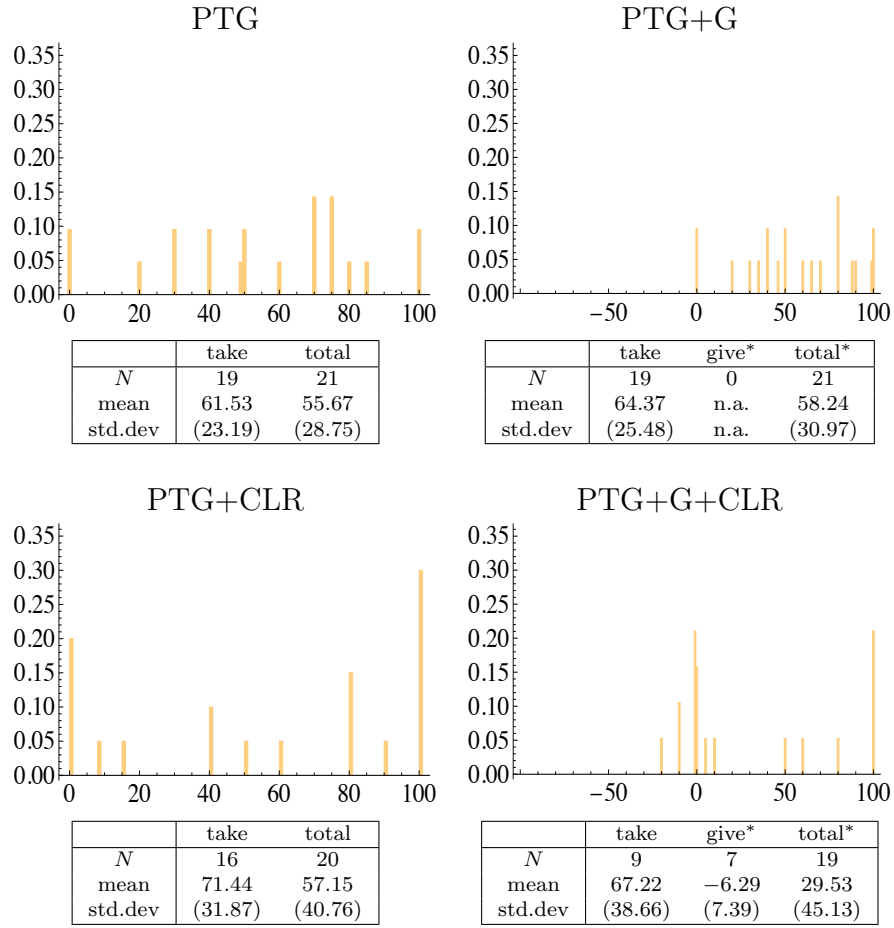 PTG
0.35
0.30
0.25
0.20
0.15
0.10
0.05
0.00
0 20 40 60 80 100
take total
N 19 21
mean 61.53 55.67
std.dev (23.19) (28.75)
PTG+G
0.35
0.30
0.25
0.20
0.15
0.10
0.05
0.00
−50 0 50 100
take give* total*
N 19 0 21
mean 64.37 n.a. 58.24
std.dev (25.48) n.a. (30.97)
PTG+CLR
0.35
0.30
0.25
0.20
0.15
0.10
0.05
0.00
0 20 40 60 80 100
take total
N 16 20
mean 71.44 57.15
std.dev (31.87) (40.76)
PTG+G+CLR
0.35
0.30
0.25
0.20
0.15
0.10
0.05
0.00
−50 0 50 100
take give* total*
N 9 7 19
mean 67.22 −6.29 29.53
std.dev (38.66) (7.39) (45.13)